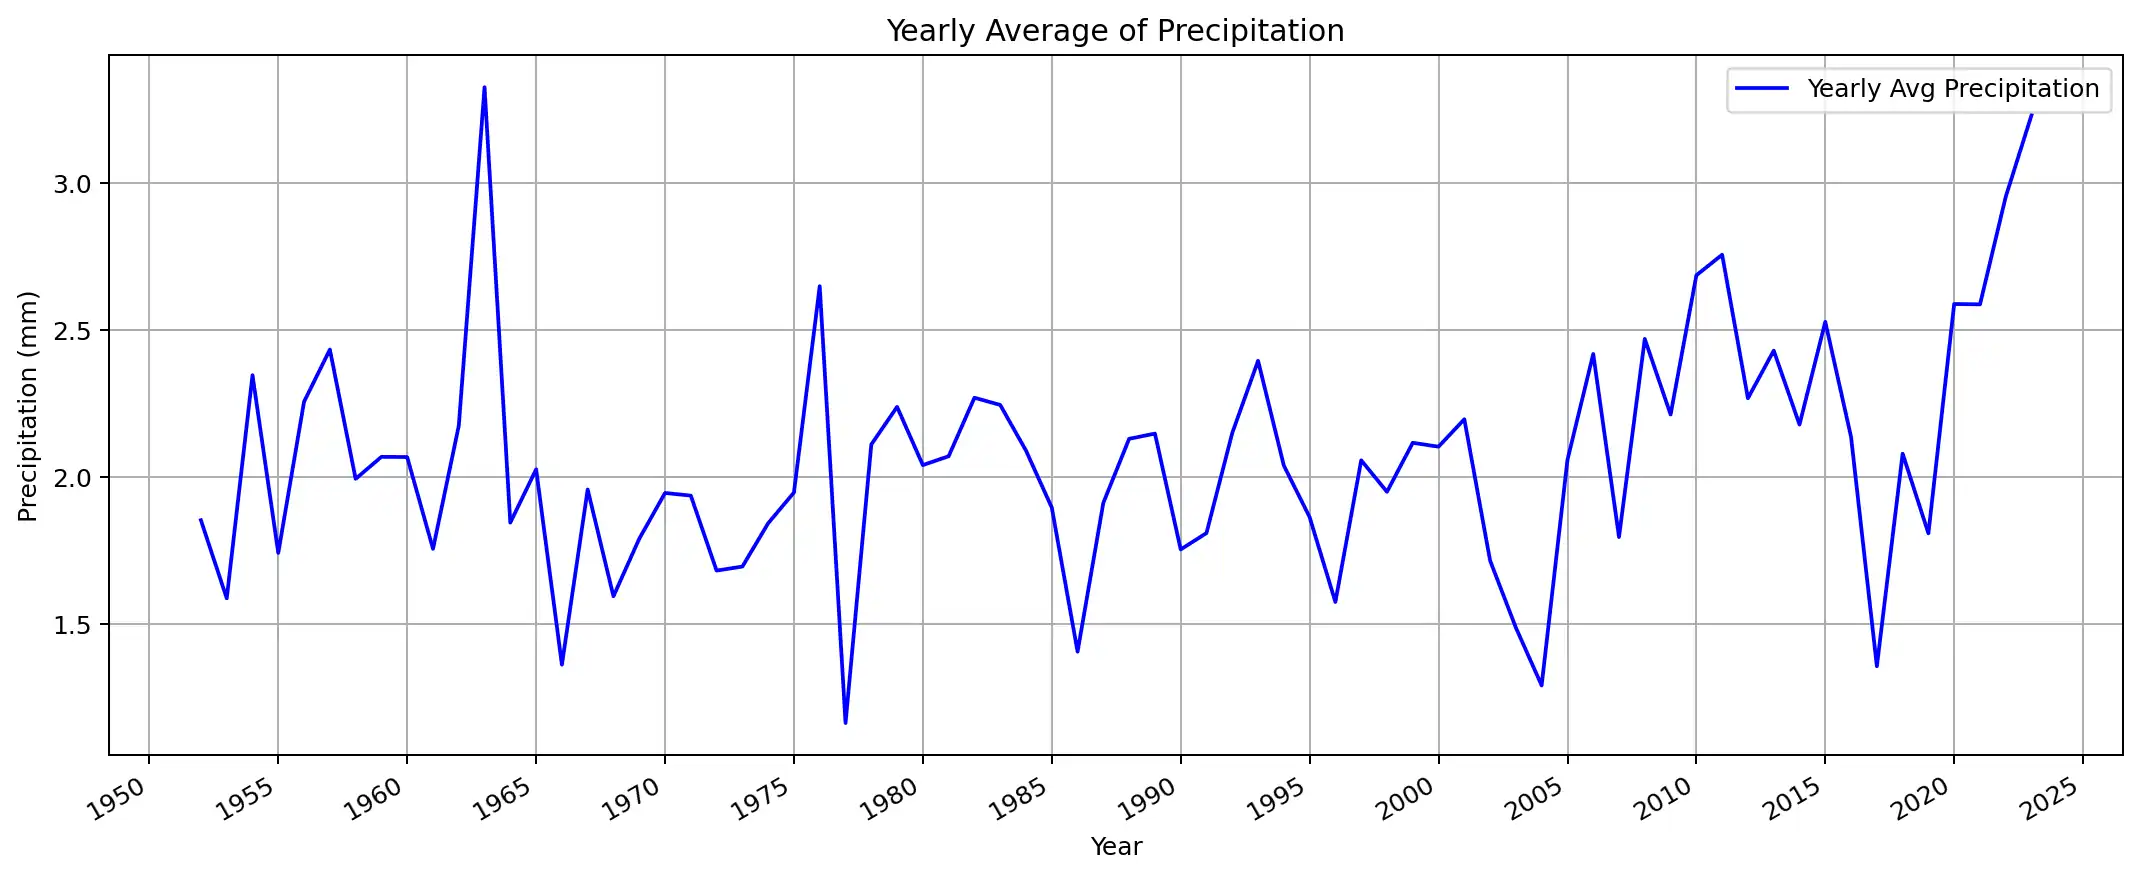 Yearly Average of Precipitation
Yearly Avg Precipitation
Precipitation (mm)
3.0
2.5
2.0
1.5
1950 1955 1960 1965 1970 1975 1980 1985 1990 1995 2000 2005 2010 2015 2020 2025
Year